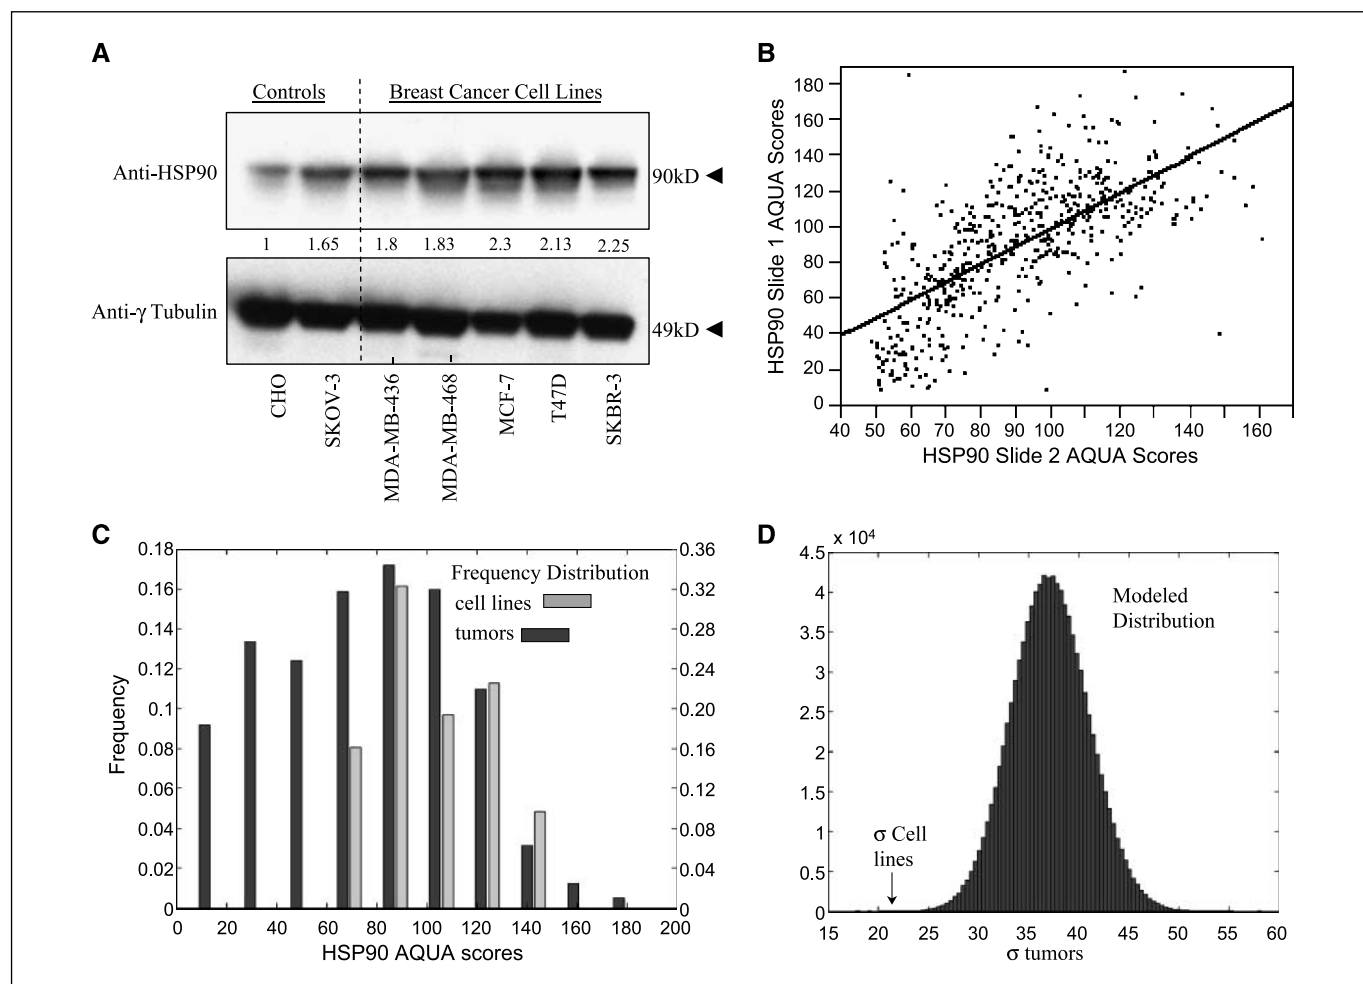 A
Controls
Breast Cancer Cell Lines
Anti-HSP90
90kD
1 1.65 1.8 1.83 2.3 2.13 2.25
Anti-γ Tubulin
49kD
CHO
SKOV-3
MDA-MB-436
MDA-MB-468
MCF-7
T47D
SKBR-3
B
HSP90 Slide 1 AQUA Scores
180
160
140
120
100
80
60
40
20
0
40 50 60 70 80 100 120 140 160
HSP90 Slide 2 AQUA Scores
C
Frequency
0.18
0.16
0.14
0.12
0.1
0.08
0.06
0.04
0.02
0
0.36
0.32
0.28
0.24
0.20
0.16
0.12
0.08
0.04
0
Frequency Distribution
cell lines
tumors
0 20 40 60 80 100 120 140 160 180 200
HSP90 AQUA scores
D
x 10⁴
4.5
4
3.5
3
2.5
2
1.5
1
0.5
0
Modeled
Distribution
σ Cell
lines
15 20 25 30 35 40 45 50 55 60
σ tumors